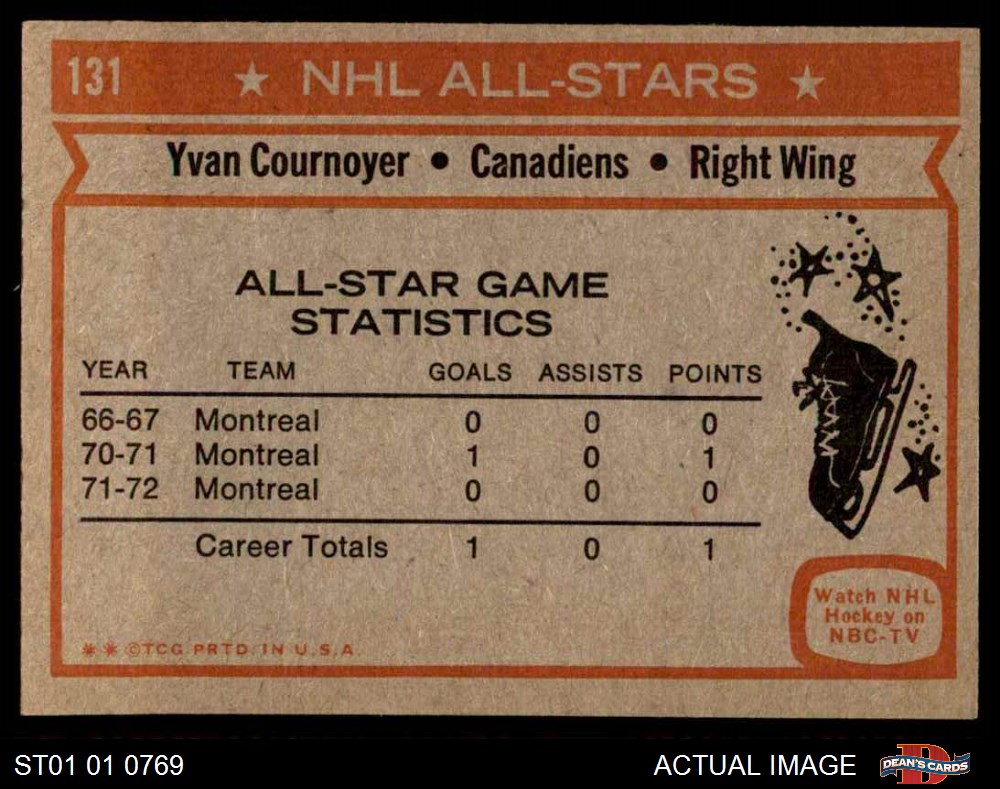 131 ★ NHL ALL-STARS ★
Yvan Cournoyer • Canadiens • Right Wing
ALL-STAR GAME
STATISTICS
YEAR TEAM GOALS ASSISTS POINTS
66-67 Montreal 0 0 0
70-71 Montreal 1 0 1
71-72 Montreal 0 0 0
Career Totals 1 0 1
Watch NHL
Hockey on
NBC-TV
✳ ✳ ©TCG PRTD. IN U.S.A.
ST01 01 0769
ACTUAL IMAGE
D
DEAN'S CARDS